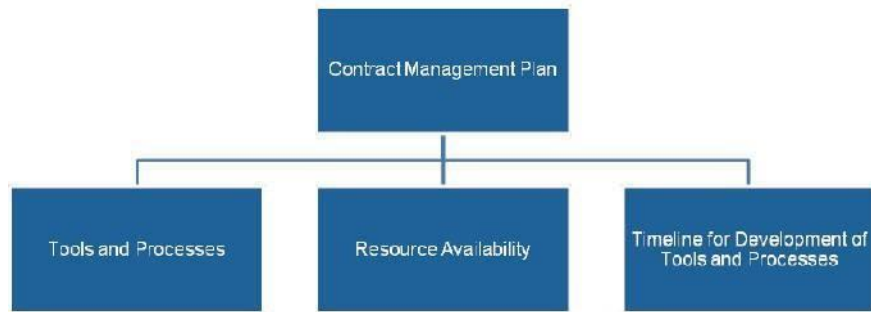 Contract Management Plan
Tools and Processes
Resource Availability
Timeline for Development of
Tools and Processes